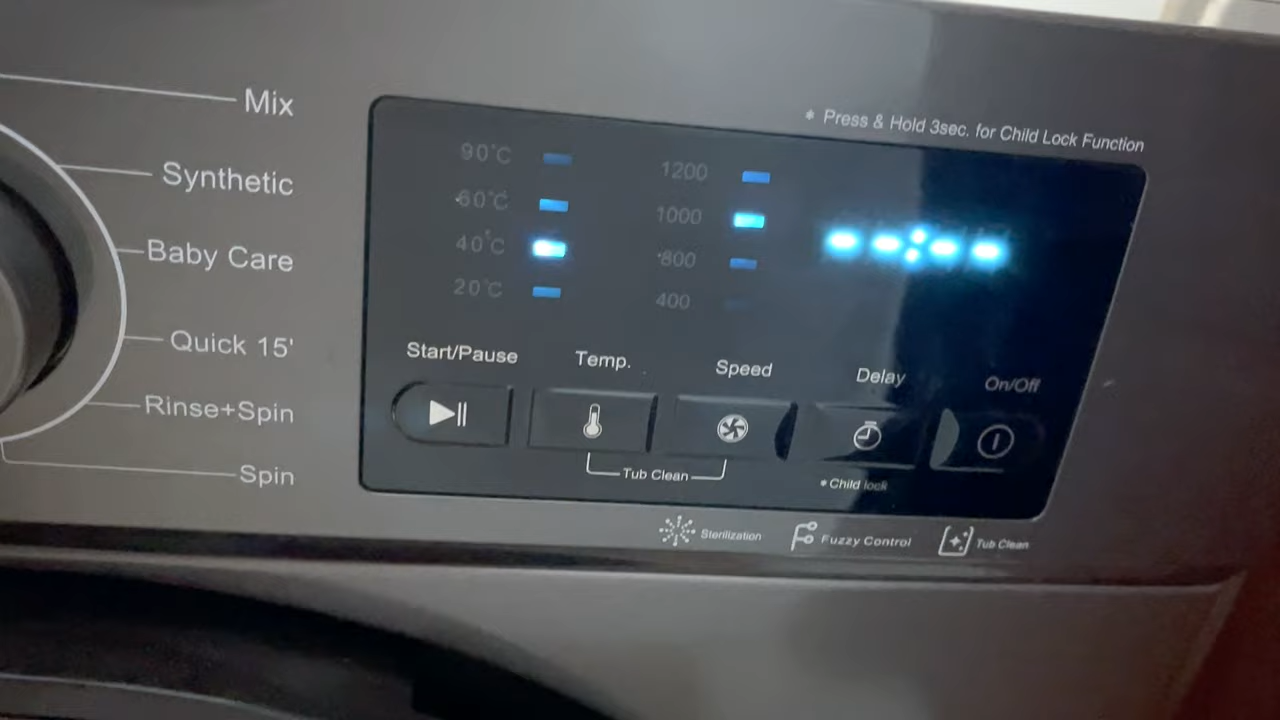 Mix
Synthetic
Baby Care
Quick 15'
Rinse+Spin
Spin
* Press & Hold 3sec. for Child Lock Function
90°C
60°C
40°C
20°C
1200
1000
800
400
--:--
Start/Pause
Temp.
Speed
Delay
On/Off
Tub Clean
* Child lock
Sterilization
Fuzzy Control
Tub Clean